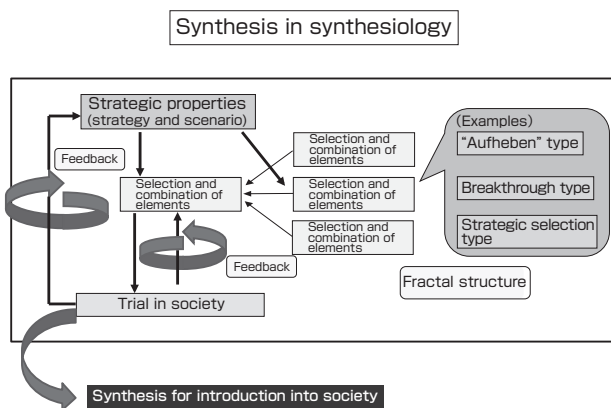 Synthesis in synthesiology
Strategic properties
(strategy and scenario)
Feedback
Selection and
combination of
elements
Selection and
combination of
elements
Selection and
combination of
elements
Selection and
combination of
elements
Feedback
Trial in society
(Examples)
“Aufheben” type
Breakthrough type
Strategic selection
type
Fractal structure
Synthesis for introduction into society